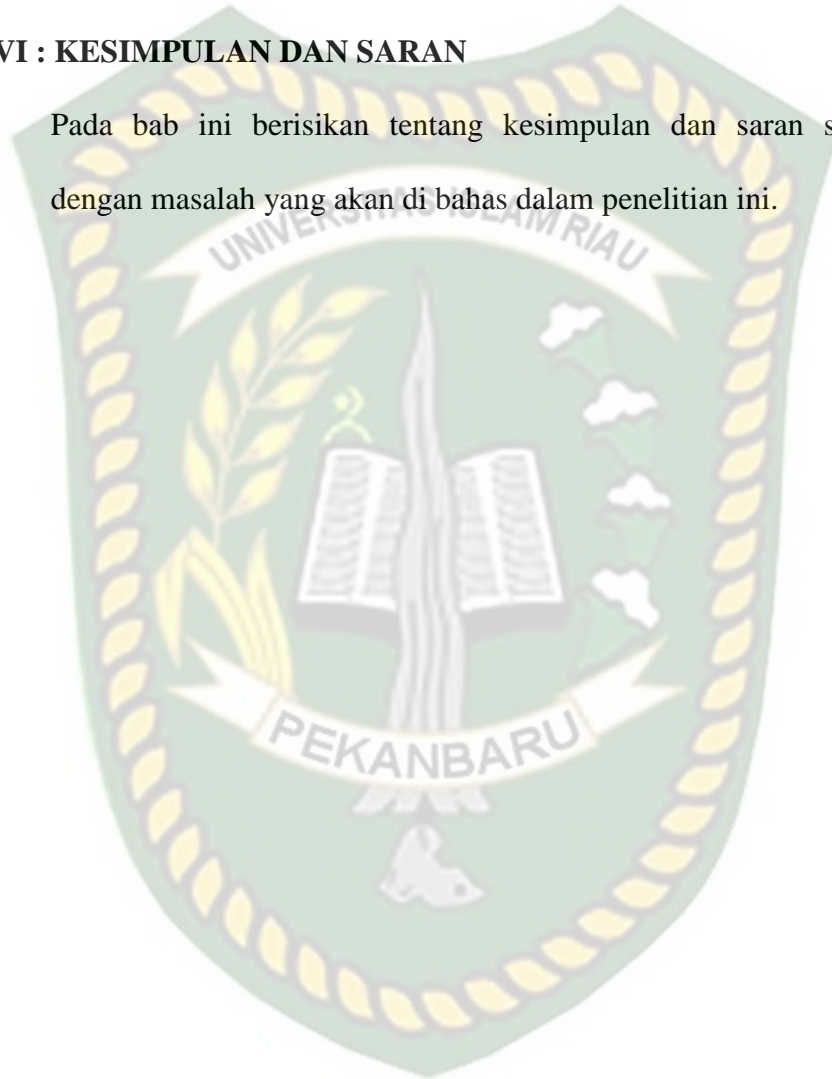 VI : KESIMPULAN DAN SARAN
Pada bab ini berisikan tentang kesimpulan dan saran
dengan masalah yang akan di bahas dalam penelitian ini.
UNIVERSITAS ISLAM RIAU
PEKANBARU